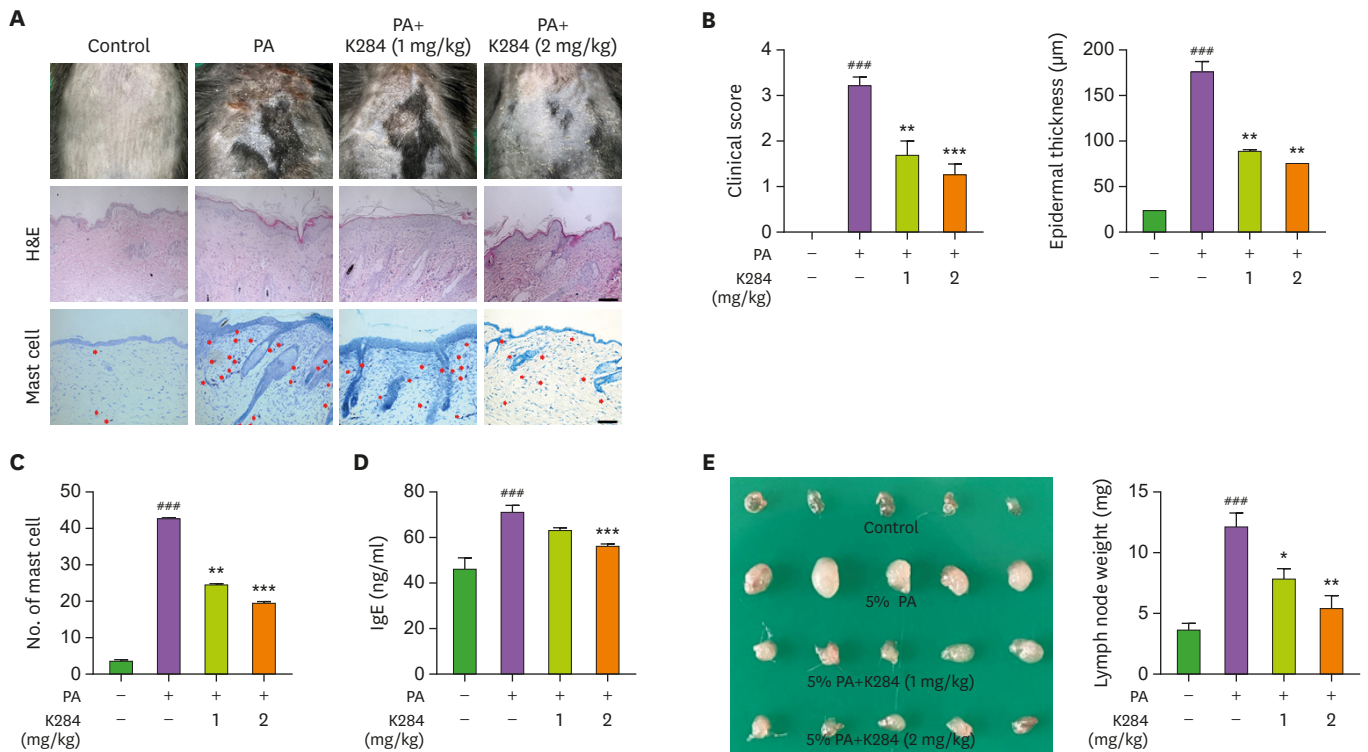 A
Control
PA
PA+
K284 (1 mg/kg)
PA+
K284 (2 mg/kg)
H&E
Mast cell
B
Clinical score
4
3
2
1
0
###
**
***
PA
– + + +
K284
(mg/kg)
– – 1 2
Epidermal thickness (µm)
200
150
100
50
0
###
**
**
– + + +
– – 1 2
C
No. of mast cell
50
40
30
20
10
0
###
**
***
PA
– + + +
K284
(mg/kg)
– – 1 2
D
IgE (ng/ml)
80
60
40
20
0
###
***
PA
– + + +
K284
(mg/kg)
– – 1 2
E
Control
5% PA
5% PA+K284 (1 mg/kg)
5% PA+K284 (2 mg/kg)
Lymph node weight (mg)
15
10
5
0
###
*
**
PA
– + + +
K284
(mg/kg)
– – 1 2